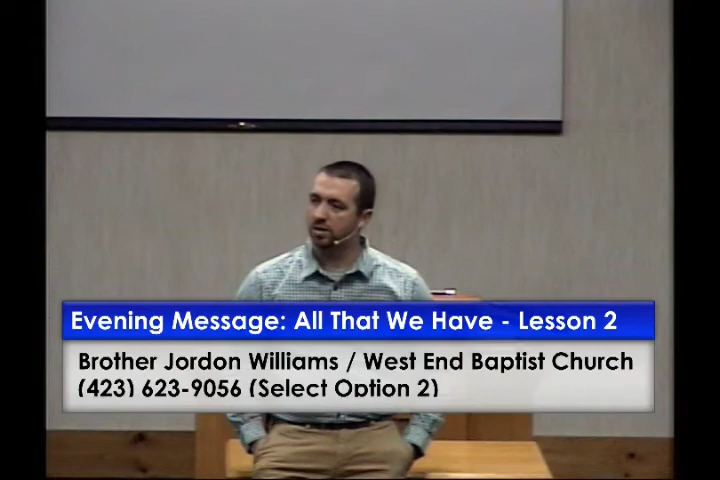 Evening Message: All That We Have - Lesson 2
Brother Jordon Williams / West End Baptist Church
(423) 623-9056 (Select Option 2)